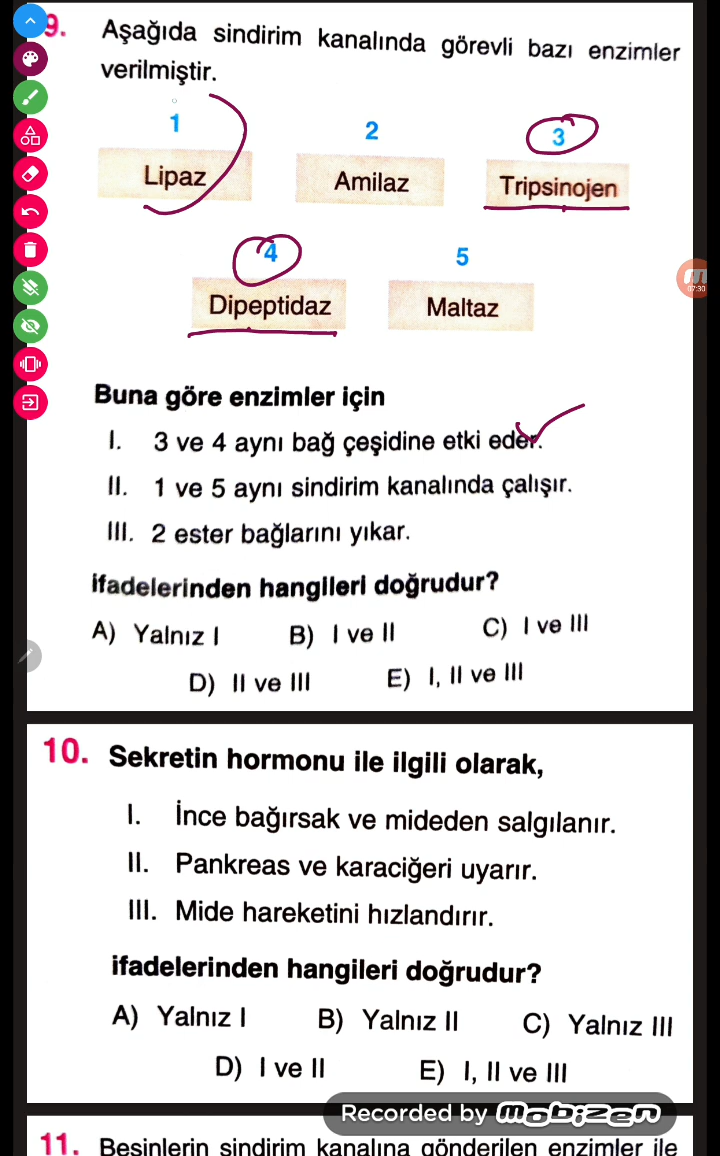 9. Aşağıda sindirim kanalında görevli bazı enzimler
verilmiştir.
1 2 3
Lipaz Amilaz Tripsinojen
4 5
Dipeptidaz Maltaz
07:30
Buna göre enzimler için
I. 3 ve 4 aynı bağ çeşidine etki eder.
II. 1 ve 5 aynı sindirim kanalında çalışır.
III. 2 ester bağlarını yıkar.
ifadelerinden hangileri doğrudur?
A) Yalnız I B) I ve II C) I ve III
D) II ve III E) I, II ve III
10. Sekretin hormonu ile ilgili olarak,
I. İnce bağırsak ve mideden salgılanır.
II. Pankreas ve karaciğeri uyarır.
III. Mide hareketini hızlandırır.
ifadelerinden hangileri doğrudur?
A) Yalnız I B) Yalnız II C) Yalnız III
D) I ve II E) I, II ve III
Recorded by mobizen
11. Besinlerin sindirim kanalına gönderilen enzimler ile